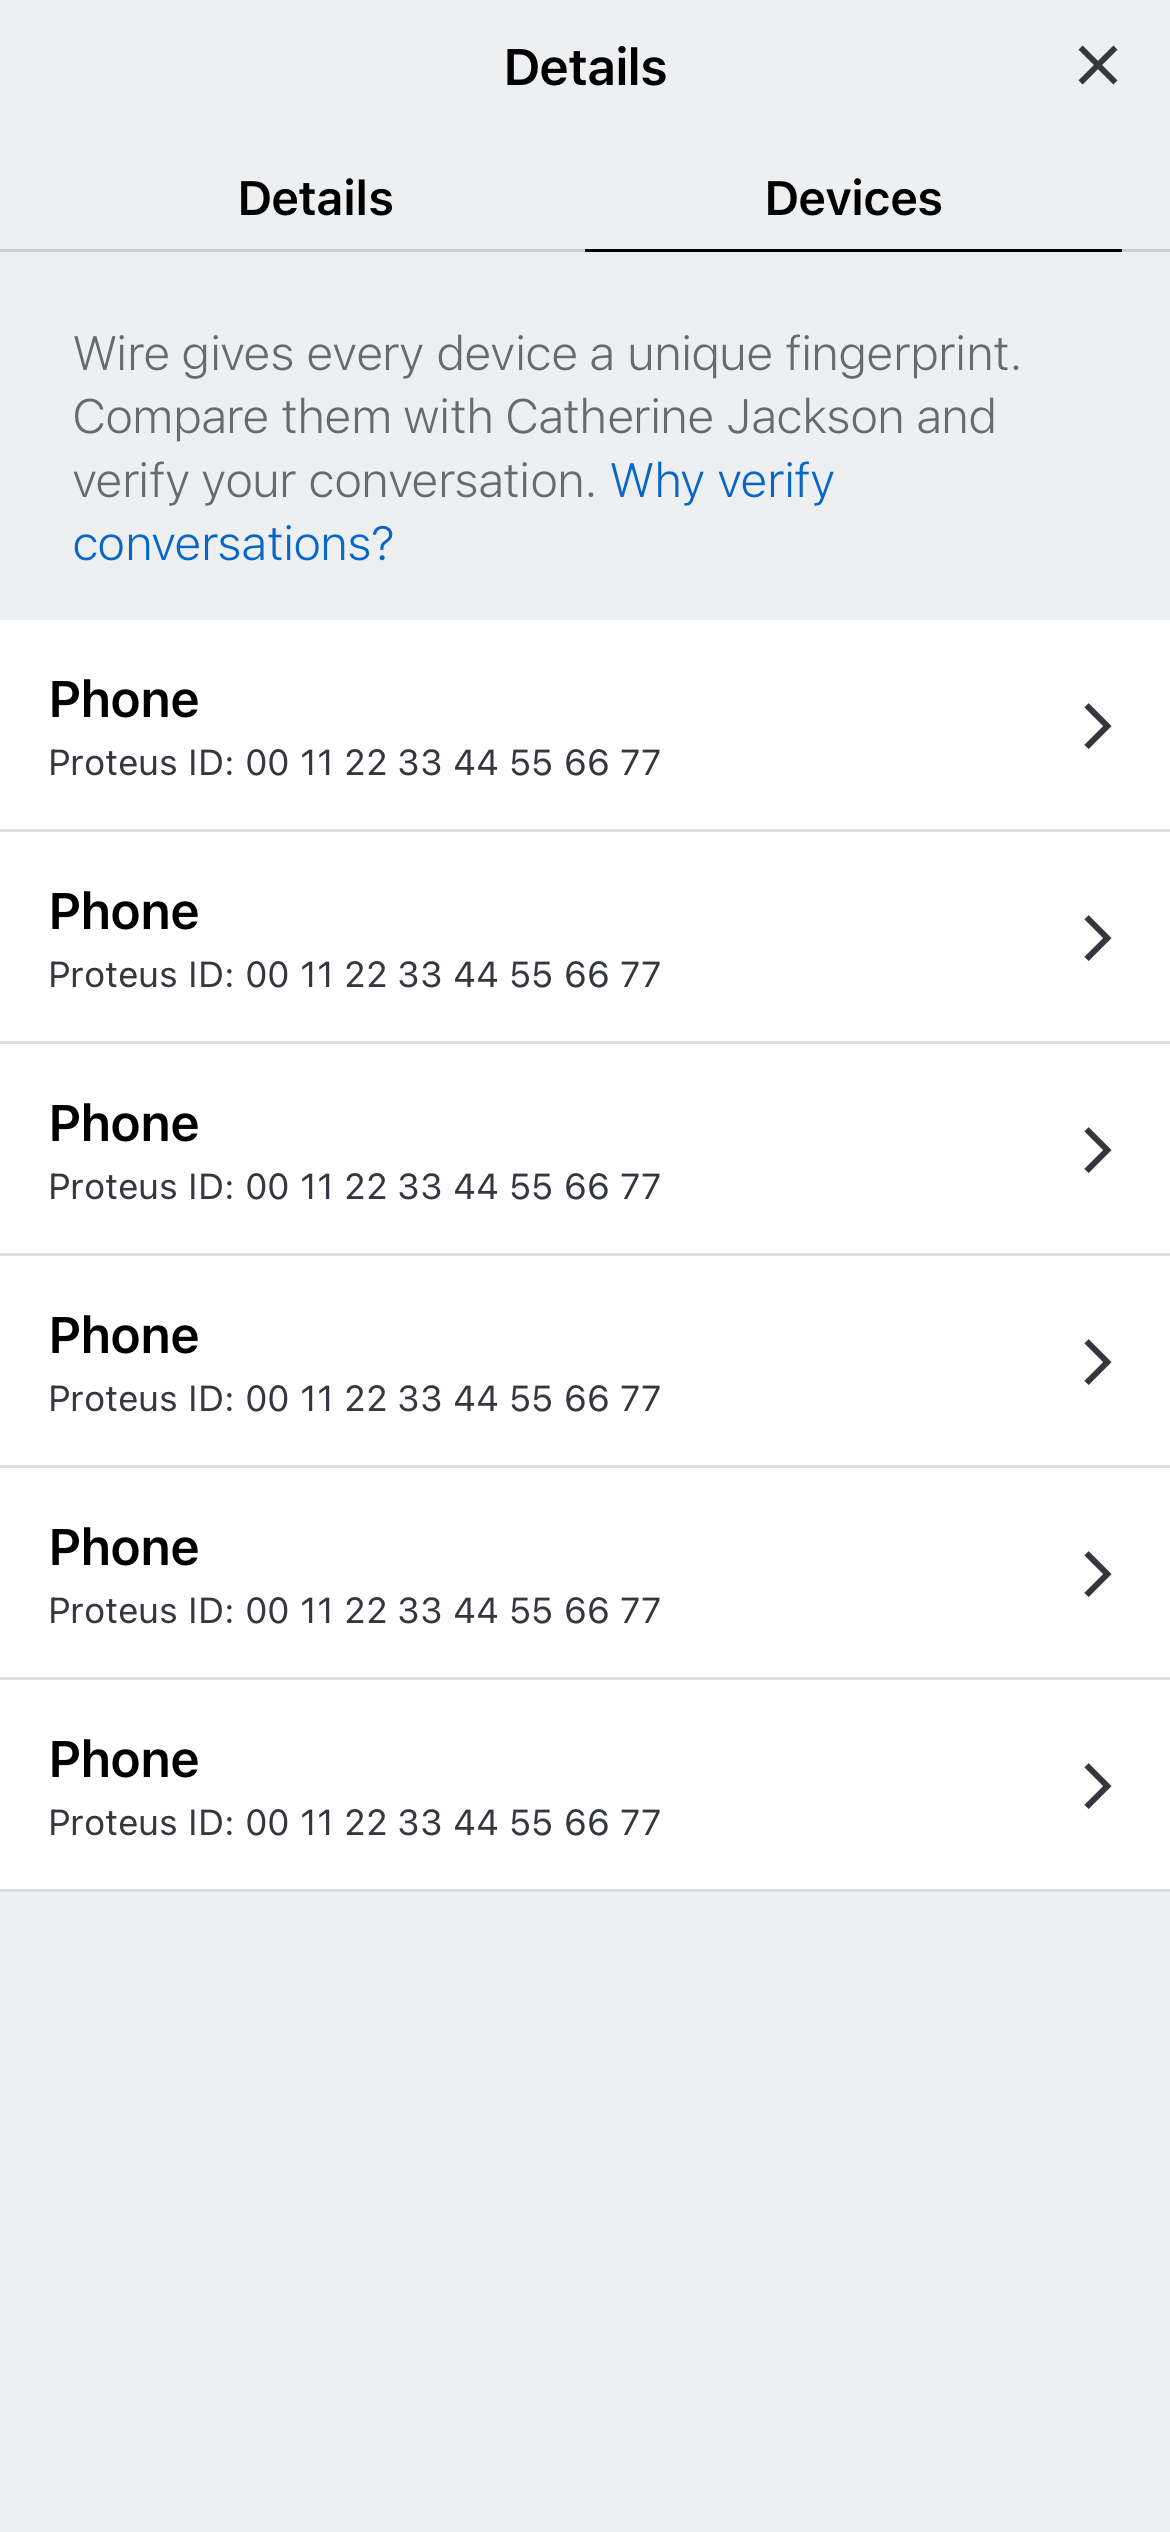 Details
Details
Devices
Wire gives every device a unique fingerprint.
Compare them with Catherine Jackson and
verify your conversation. Why verify
conversations?
Phone
Proteus ID: 00 11 22 33 44 55 66 77
Phone
Proteus ID: 00 11 22 33 44 55 66 77
Phone
Proteus ID: 00 11 22 33 44 55 66 77
Phone
Proteus ID: 00 11 22 33 44 55 66 77
Phone
Proteus ID: 00 11 22 33 44 55 66 77
Phone
Proteus ID: 00 11 22 33 44 55 66 77